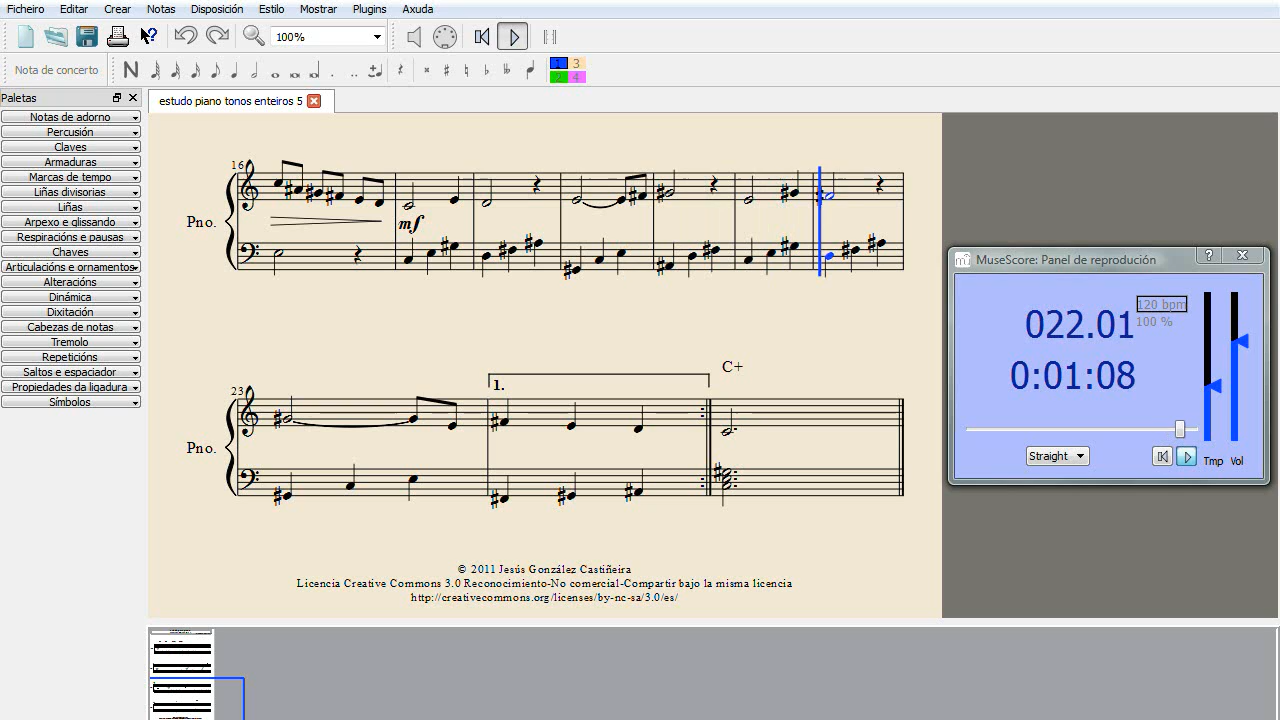 Ficheiro Editar Crear Notas Disposición Estilo Mostrar Plugins Axuda
100%
Nota de concerto N 1 3
2 4
Paletas
estudo piano tonos enteiros 5
Notas de adorno
Percusión
Claves
Armaduras
Marcas de tempo
Liñas divisorias
Liñas
Arpexo e glissando
Respiracións e pausas
Chaves
Articulacións e ornamentos
Alteracións
Dinámica
Dixitación
Cabezas de notas
Tremolo
Repeticións
Saltos e espaciador
Propiedades da ligadura
Símbolos
16
Pno.
mf
23
1.
C+
Pno.
© 2011 Jesús González Castiñeira
Licencia Creative Commons 3.0 Reconocimiento-No comercial-Compartir bajo la misma licencia
http://creativecommons.org/licenses/by-nc-sa/3.0/es/
MuseScore: Panel de reprodución
120 bpm
022.01
100 %
0:01:08
Straight
Tmp Vol